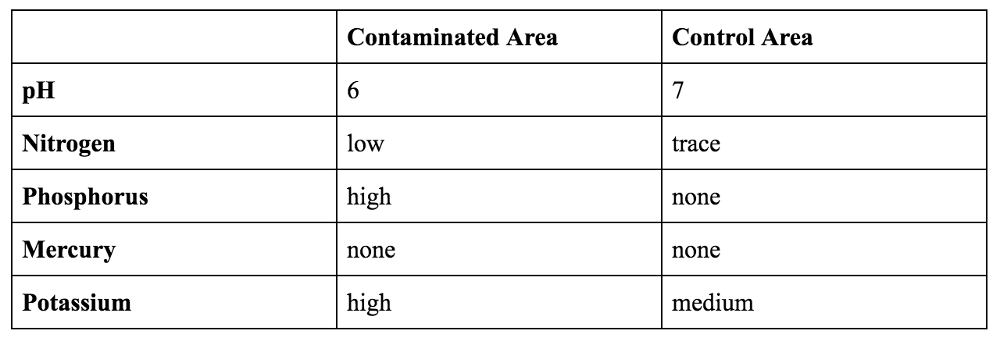 Contaminated Area Control Area
pH 6 7
Nitrogen low trace
Phosphorus high none
Mercury none none
Potassium high medium